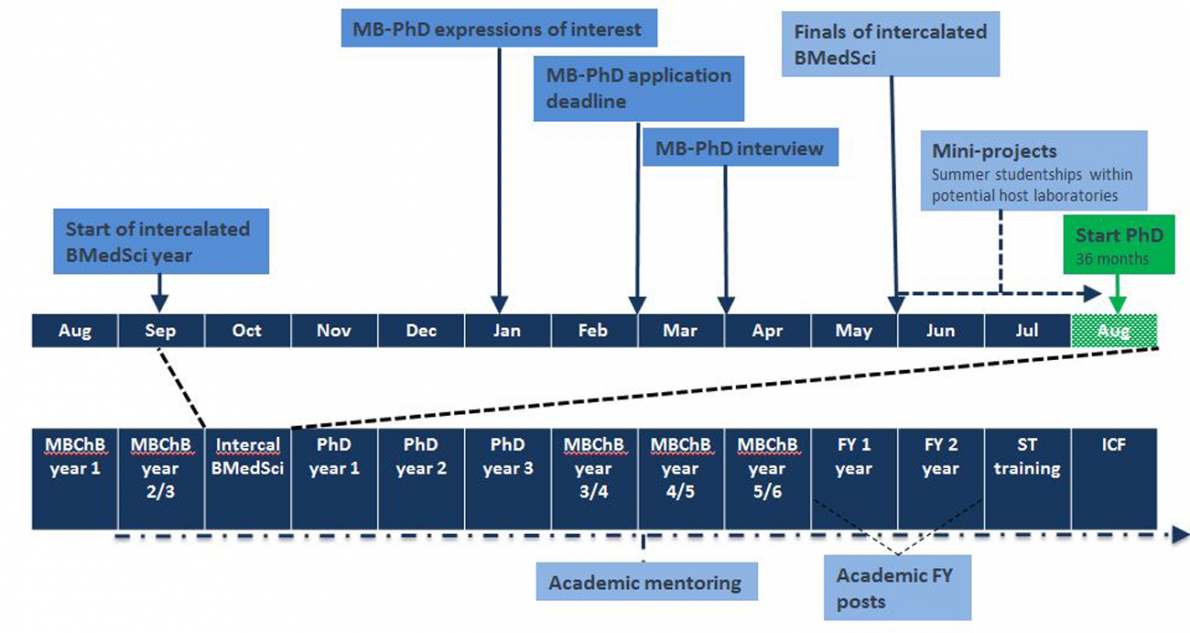 MB-PhD expressions of interest
Finals of intercalated
BMedSci
MB-PhD application
deadline
MB-PhD interview
Mini-projects
Summer studentships within
potential host laboratories
Start of intercalated
BMedSci year
Start PhD
36 months
Aug Sep Oct Nov Dec Jan Feb Mar Apr May Jun Jul Aug
MBChB
year 1
MBChB
year
2/3
Intercal
BMedSci
PhD
year 1
PhD
year 2
PhD
year 3
MBChB
year
3/4
MBChB
year
4/5
MBChB
year
5/6
FY 1
year
FY 2
year
ST
training
ICF
Academic mentoring
Academic FY
posts